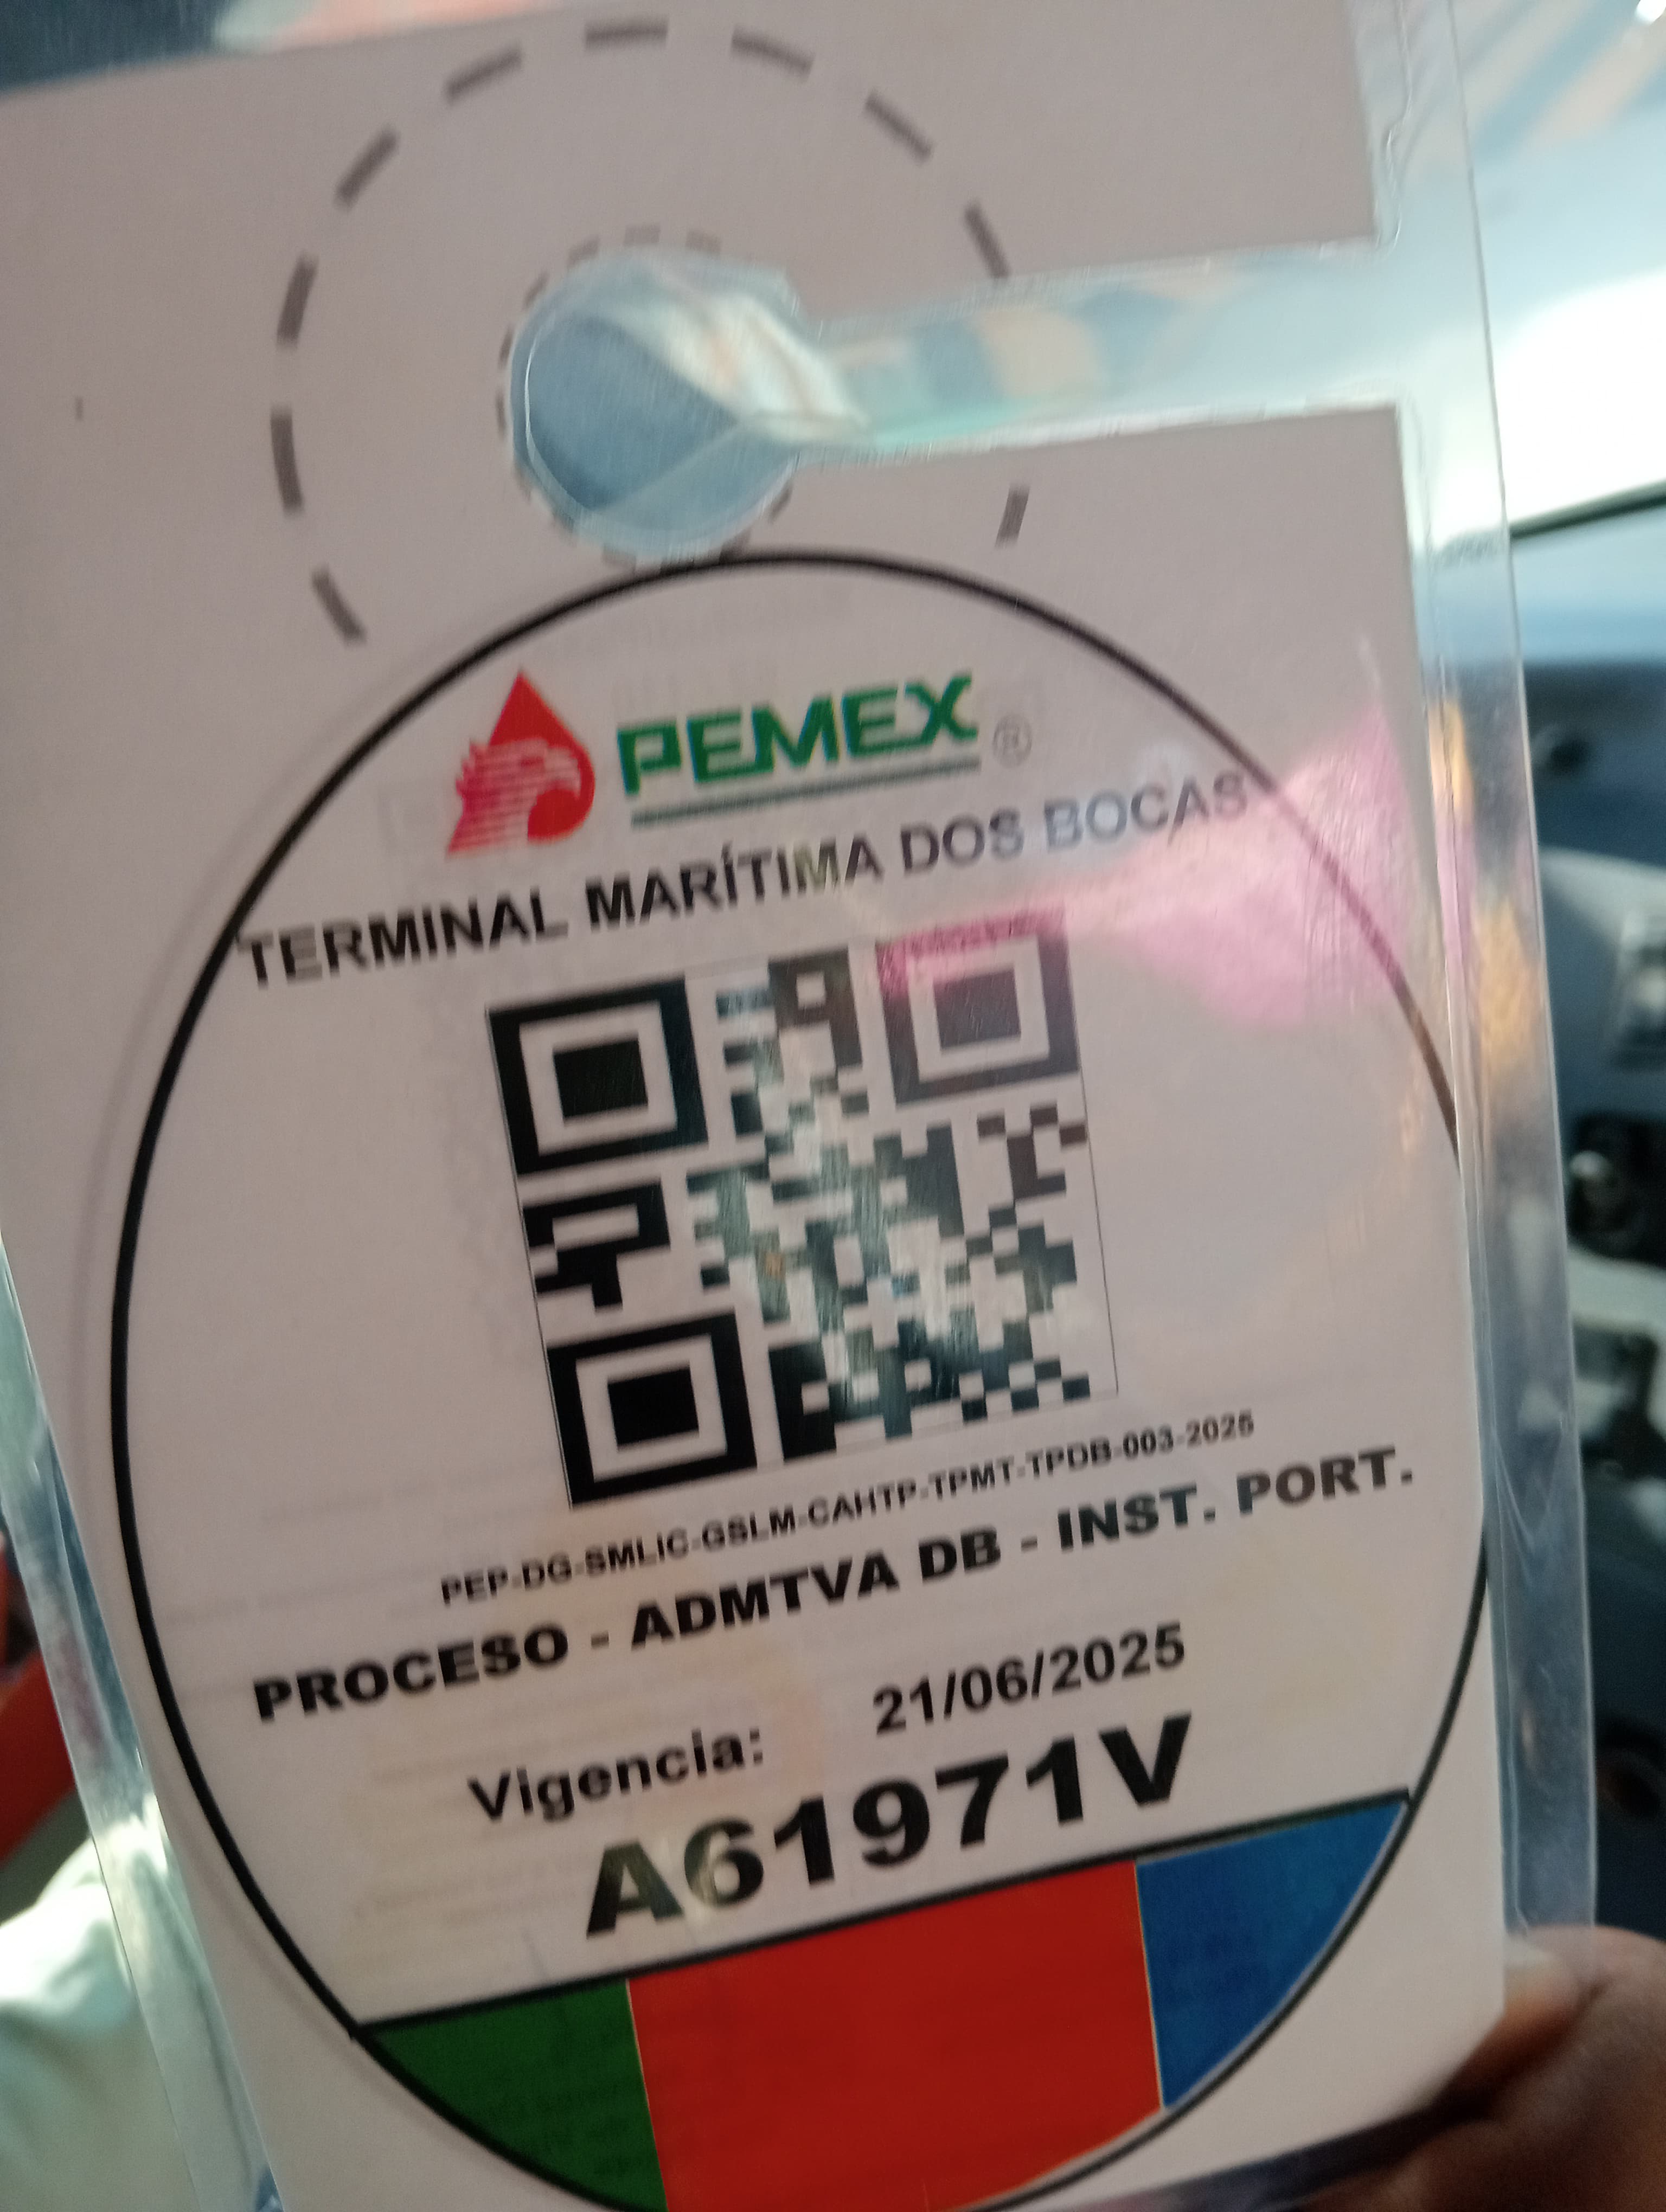 PEMEX ®
TERMINAL MARÍTIMA DOS BOCAS
PEP-DG-SMLIC-GSLM-CAHTP-TPMT-TPDB-003-2025
PROCESO - ADMTVA DB - INST. PORT.
Vigencia: 21/06/2025
A61971V